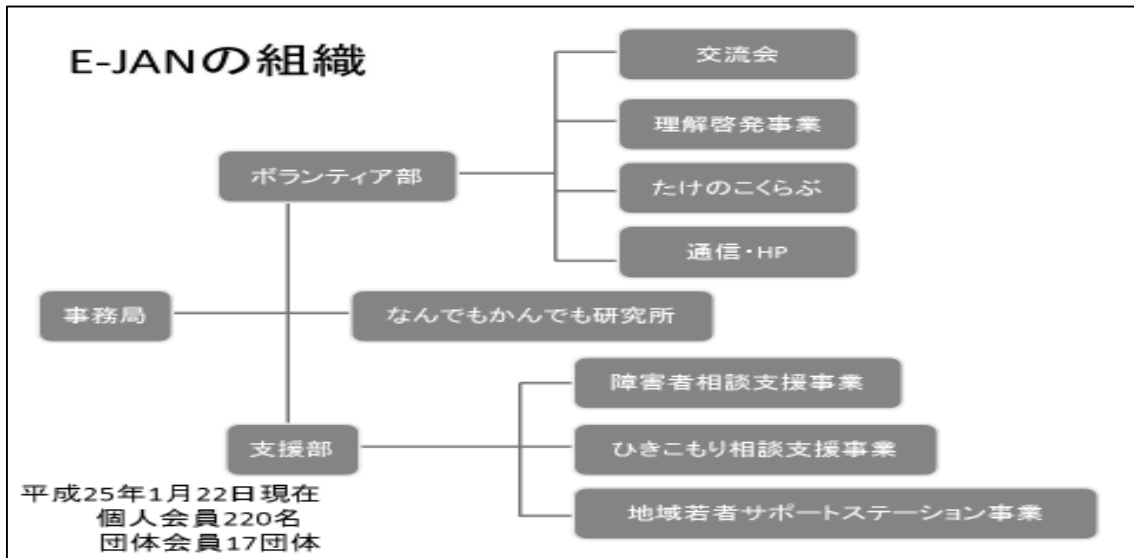 E-JANの組織
交流会
理解啓発事業
ボランティア部
たけのこくらぶ
通信・HP
事務局
なんでもかんでも研究所
障害者相談支援事業
支援部
ひきこもり相談支援事業
地域若者サポートステーション事業
平成25年1月22日現在
個人会員220名
団体会員17団体